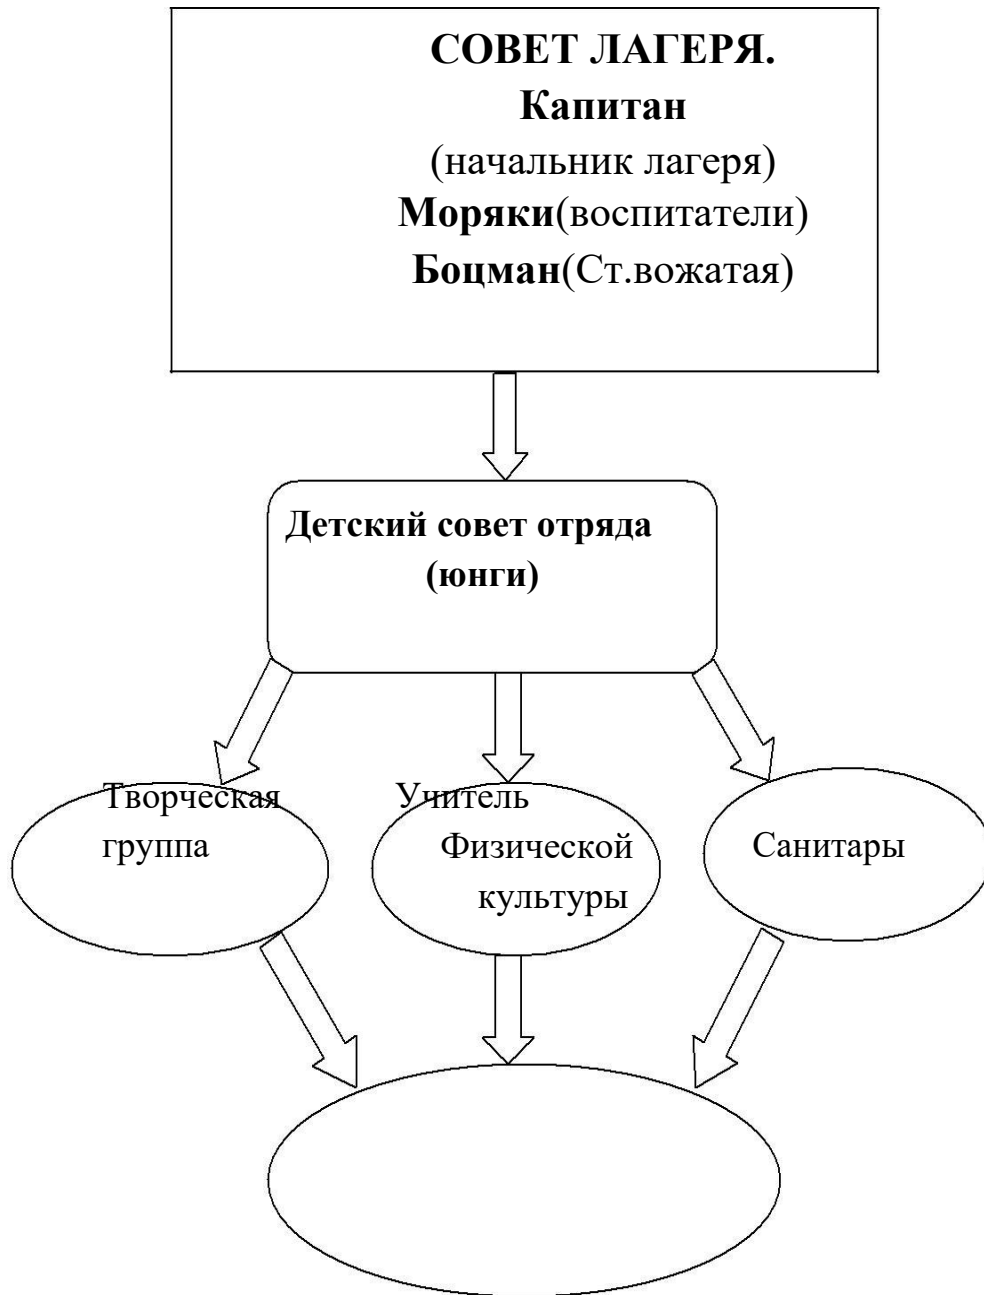 СОВЕТ ЛАГЕРЯ.
Капитан
(начальник лагеря)
Моряки(воспитатели)
Боцман(Ст.вожатая)
Детский совет отряда
(юнги)
Творческая
группа
Учитель
Физической
культуры
Санитары